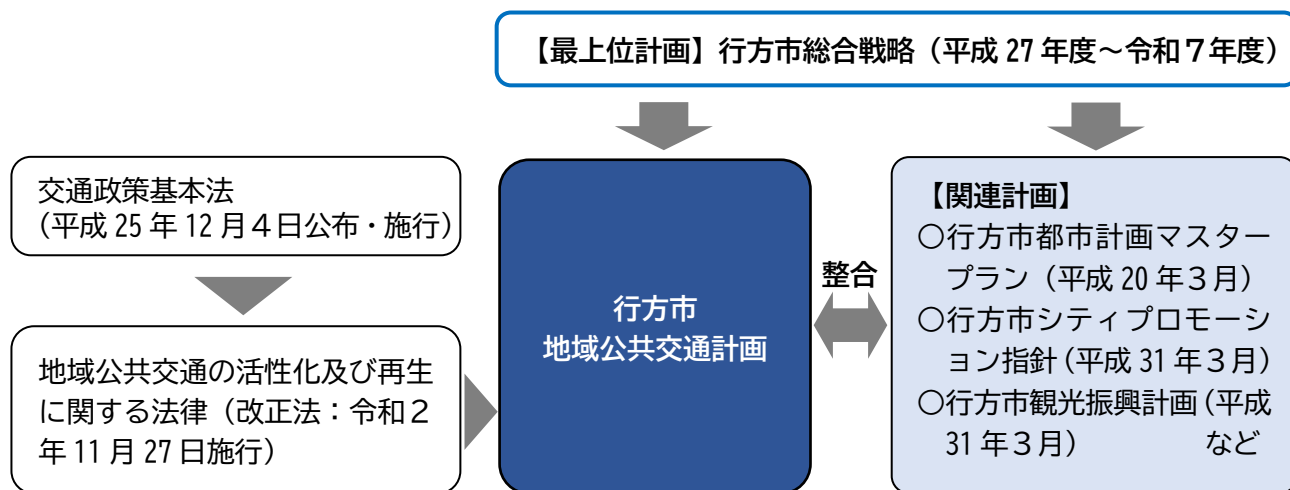 【最上位計画】行方市総合戦略（平成 27 年度～令和７年度）
交通政策基本法
（平成 25 年 12 月４日公布・施行）
地域公共交通の活性化及び再生
に関する法律（改正法：令和２
年 11 月 27 日施行）
行方市
地域公共交通計画
整合
【関連計画】
〇行方市都市計画マスター
プラン（平成 20 年３月）
〇行方市シティプロモーシ
ョン指針（平成 31 年３月）
〇行方市観光振興計画（平成
31 年３月） など